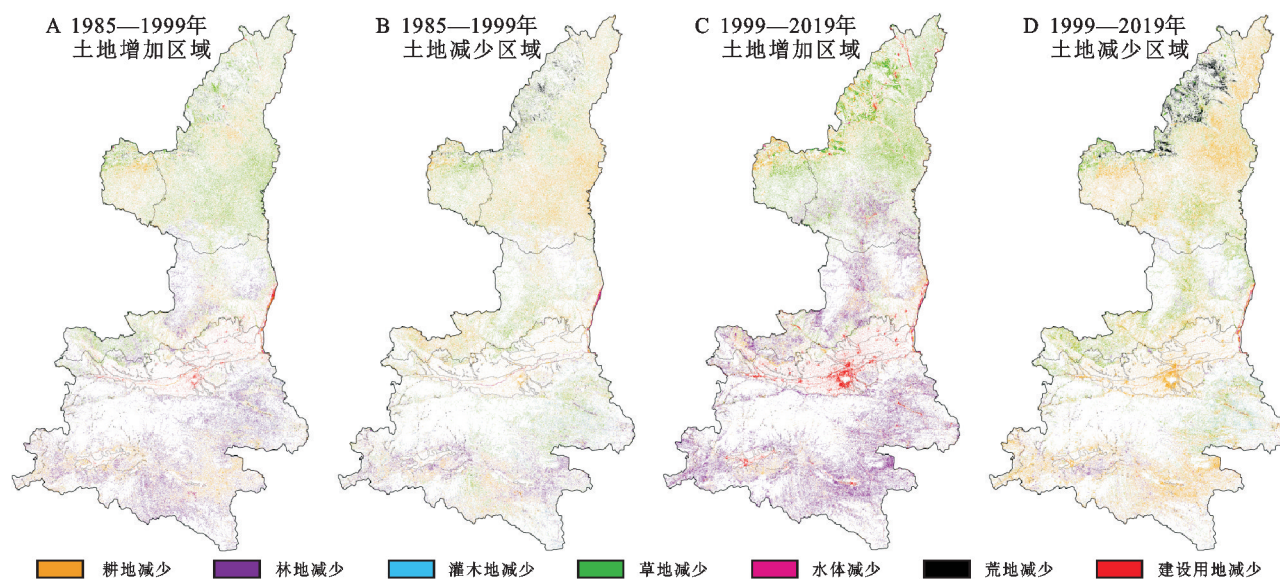 A 1985—1999年
土地增加区域
B 1985—1999年
土地减少区域
C 1999—2019年
土地增加区域
D 1999—2019年
土地减少区域
耕地减少 林地减少 灌木地减少 草地减少 水体减少 荒地减少 建设用地减少